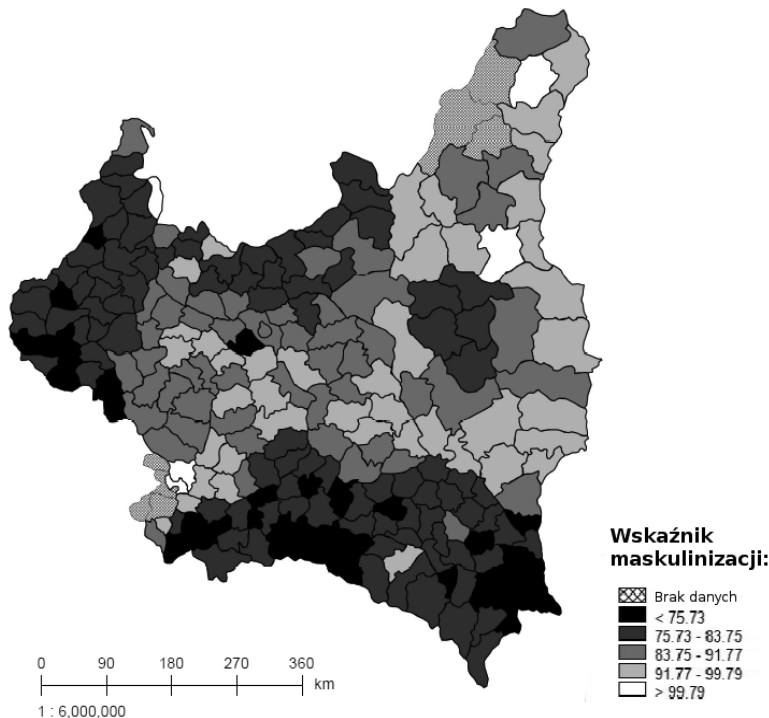 Wskaźnik
maskulinizacji:
Brak danych
< 75.73
75.73 - 83.75
83.75 - 91.77
91.77 - 99.79
> 99.79
0 90 180 270 360
km
1 : 6,000,000